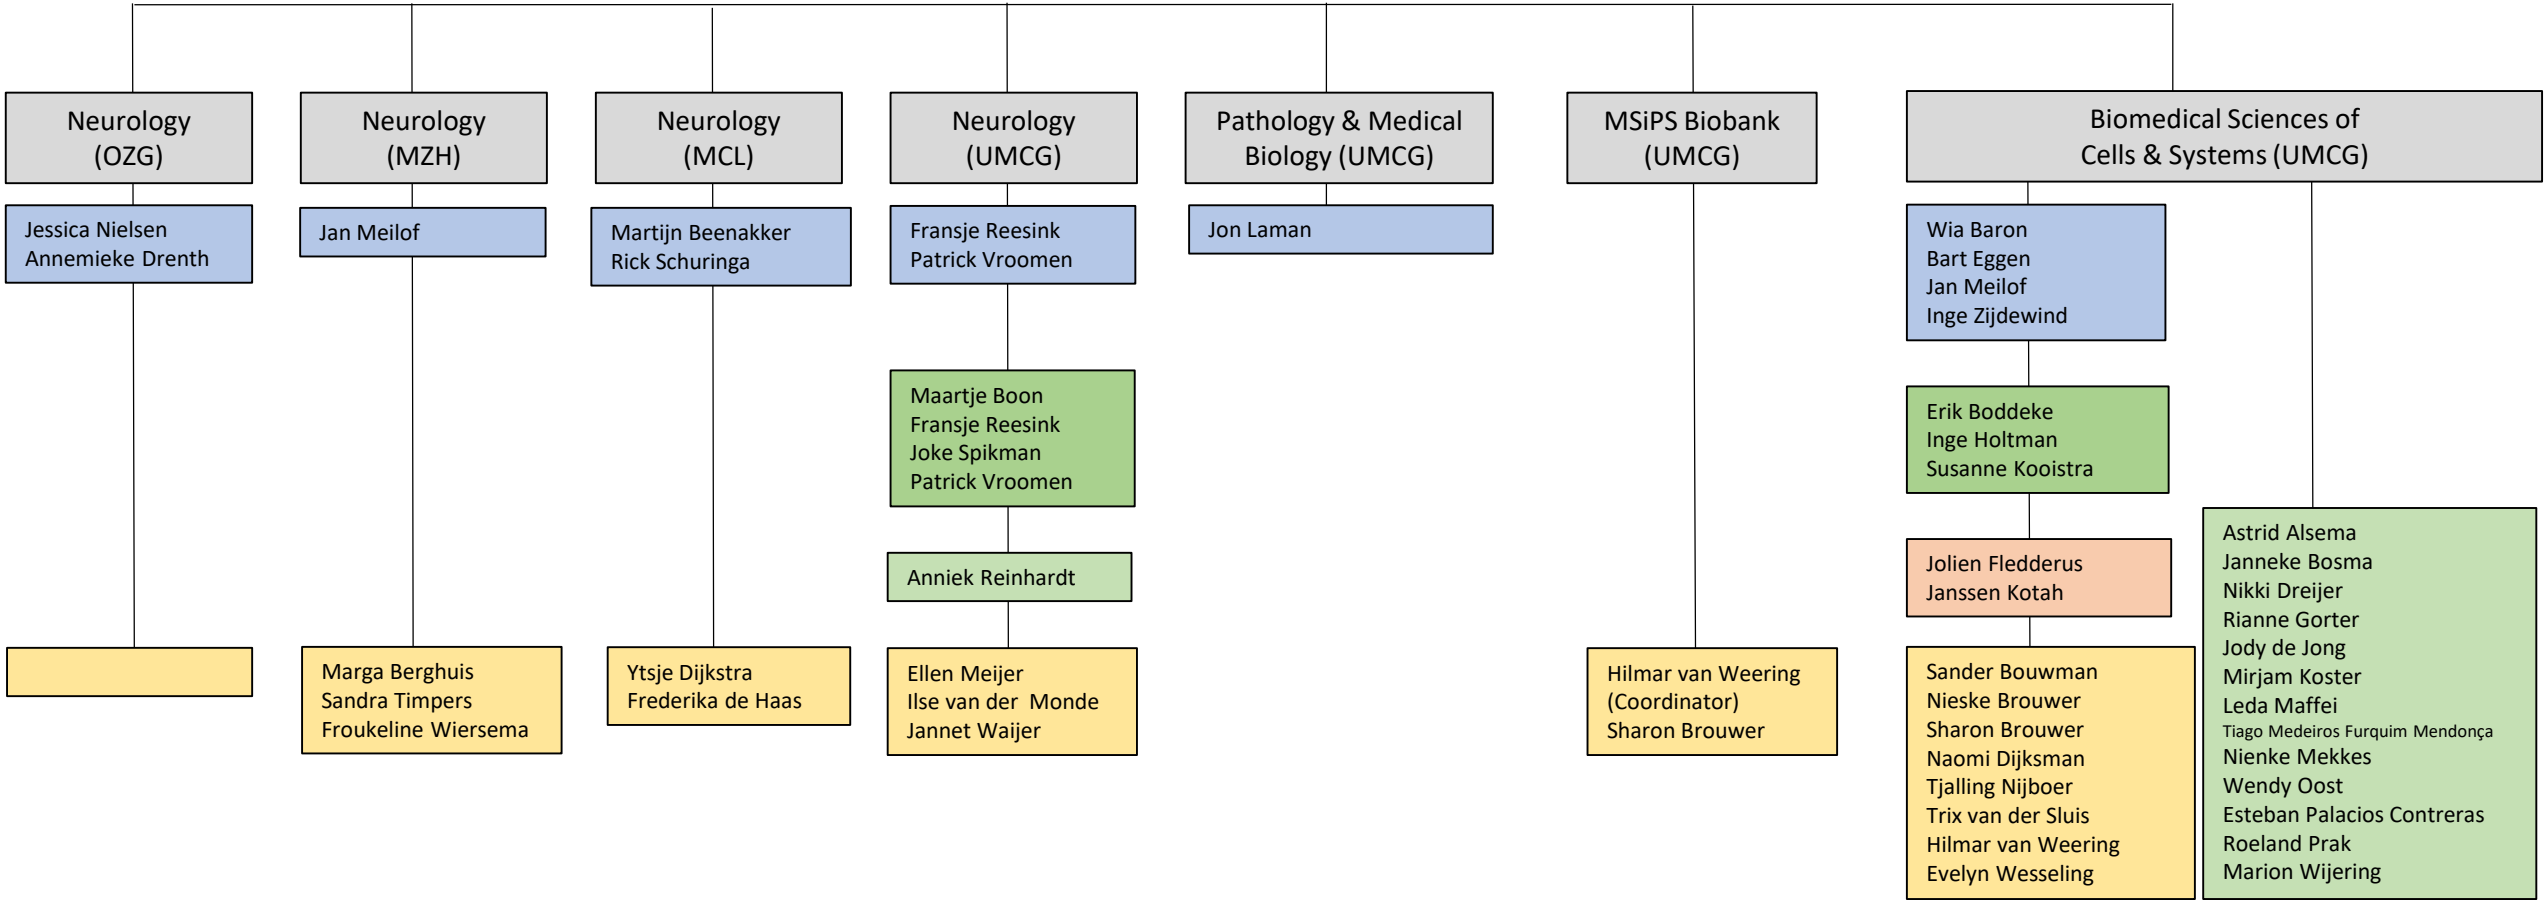 Neurology
(OZG)
Jessica Nielsen
Annemieke Drenth
Neurology
(MZH)
Jan Meilof
Marga Berghuis
Sandra Timpers
Froukeline Wiersema
Neurology
(MCL)
Martijn Beenakker
Rick Schuringa
Ytsje Dijkstra
Frederika de Haas
Neurology
(UMCG)
Fransje Reesink
Patrick Vroomen
Maartje Boon
Fransje Reesink
Joke Spikman
Patrick Vroomen
Anniek Reinhardt
Ellen Meijer
Ilse van der  Monde
Jannet Waijer
Pathology & Medical
Biology (UMCG)
Jon Laman
MSiPS Biobank
(UMCG)
Hilmar van Weering
(Coordinator)
Sharon Brouwer
Biomedical Sciences of
Cells & Systems (UMCG)
Wia Baron
Bart Eggen
Jan Meilof
Inge Zijdewind
Erik Boddeke
Inge Holtman
Susanne Kooistra
Jolien Fledderus
Janssen Kotah
Sander Bouwman
Nieske Brouwer
Sharon Brouwer
Naomi Dijksman
Tjalling Nijboer
Trix van der Sluis
Hilmar van Weering
Evelyn Wesseling
Astrid Alsema
Janneke Bosma
Nikki Dreijer
Rianne Gorter
Jody de Jong
Mirjam Koster
Leda Maffei
Tiago Medeiros Furquim Mendonça
Nienke Mekkes
Wendy Oost
Esteban Palacios Contreras
Roeland Prak
Marion Wijering